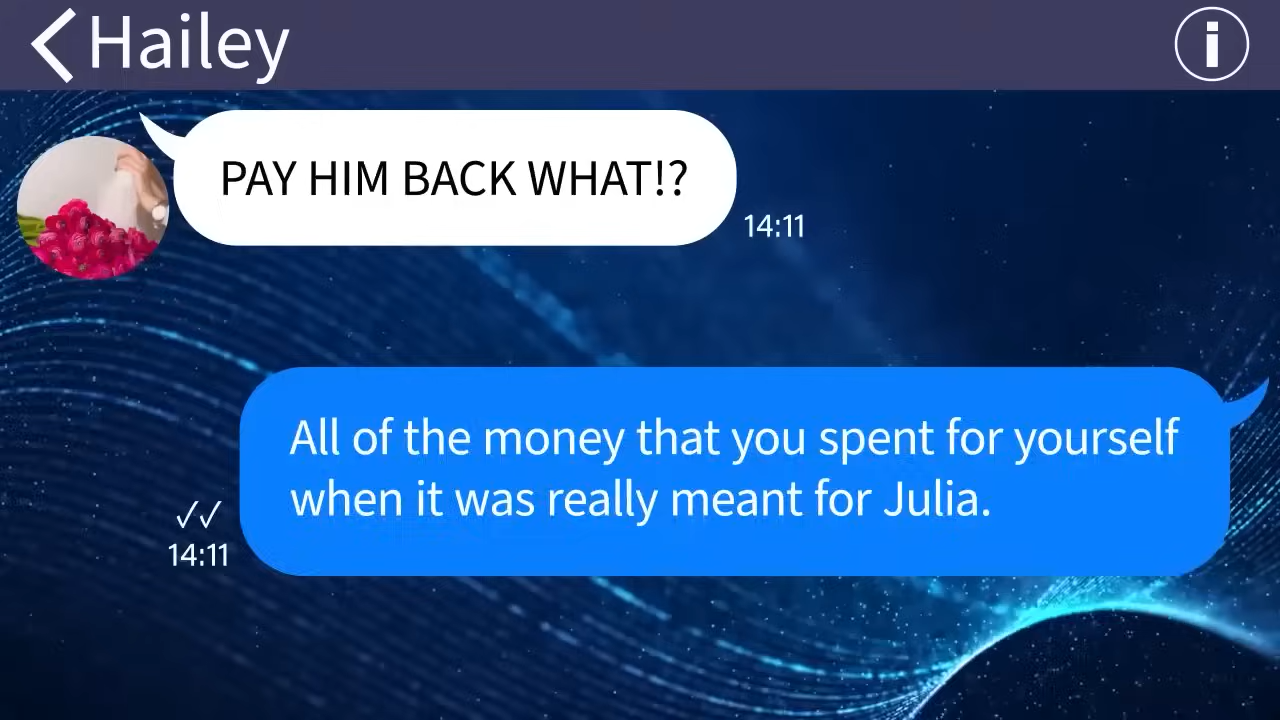 Hailey
PAY HIM BACK WHAT!?
14:11
All of the money that you spent for yourself
when it was really meant for Julia.
14:11